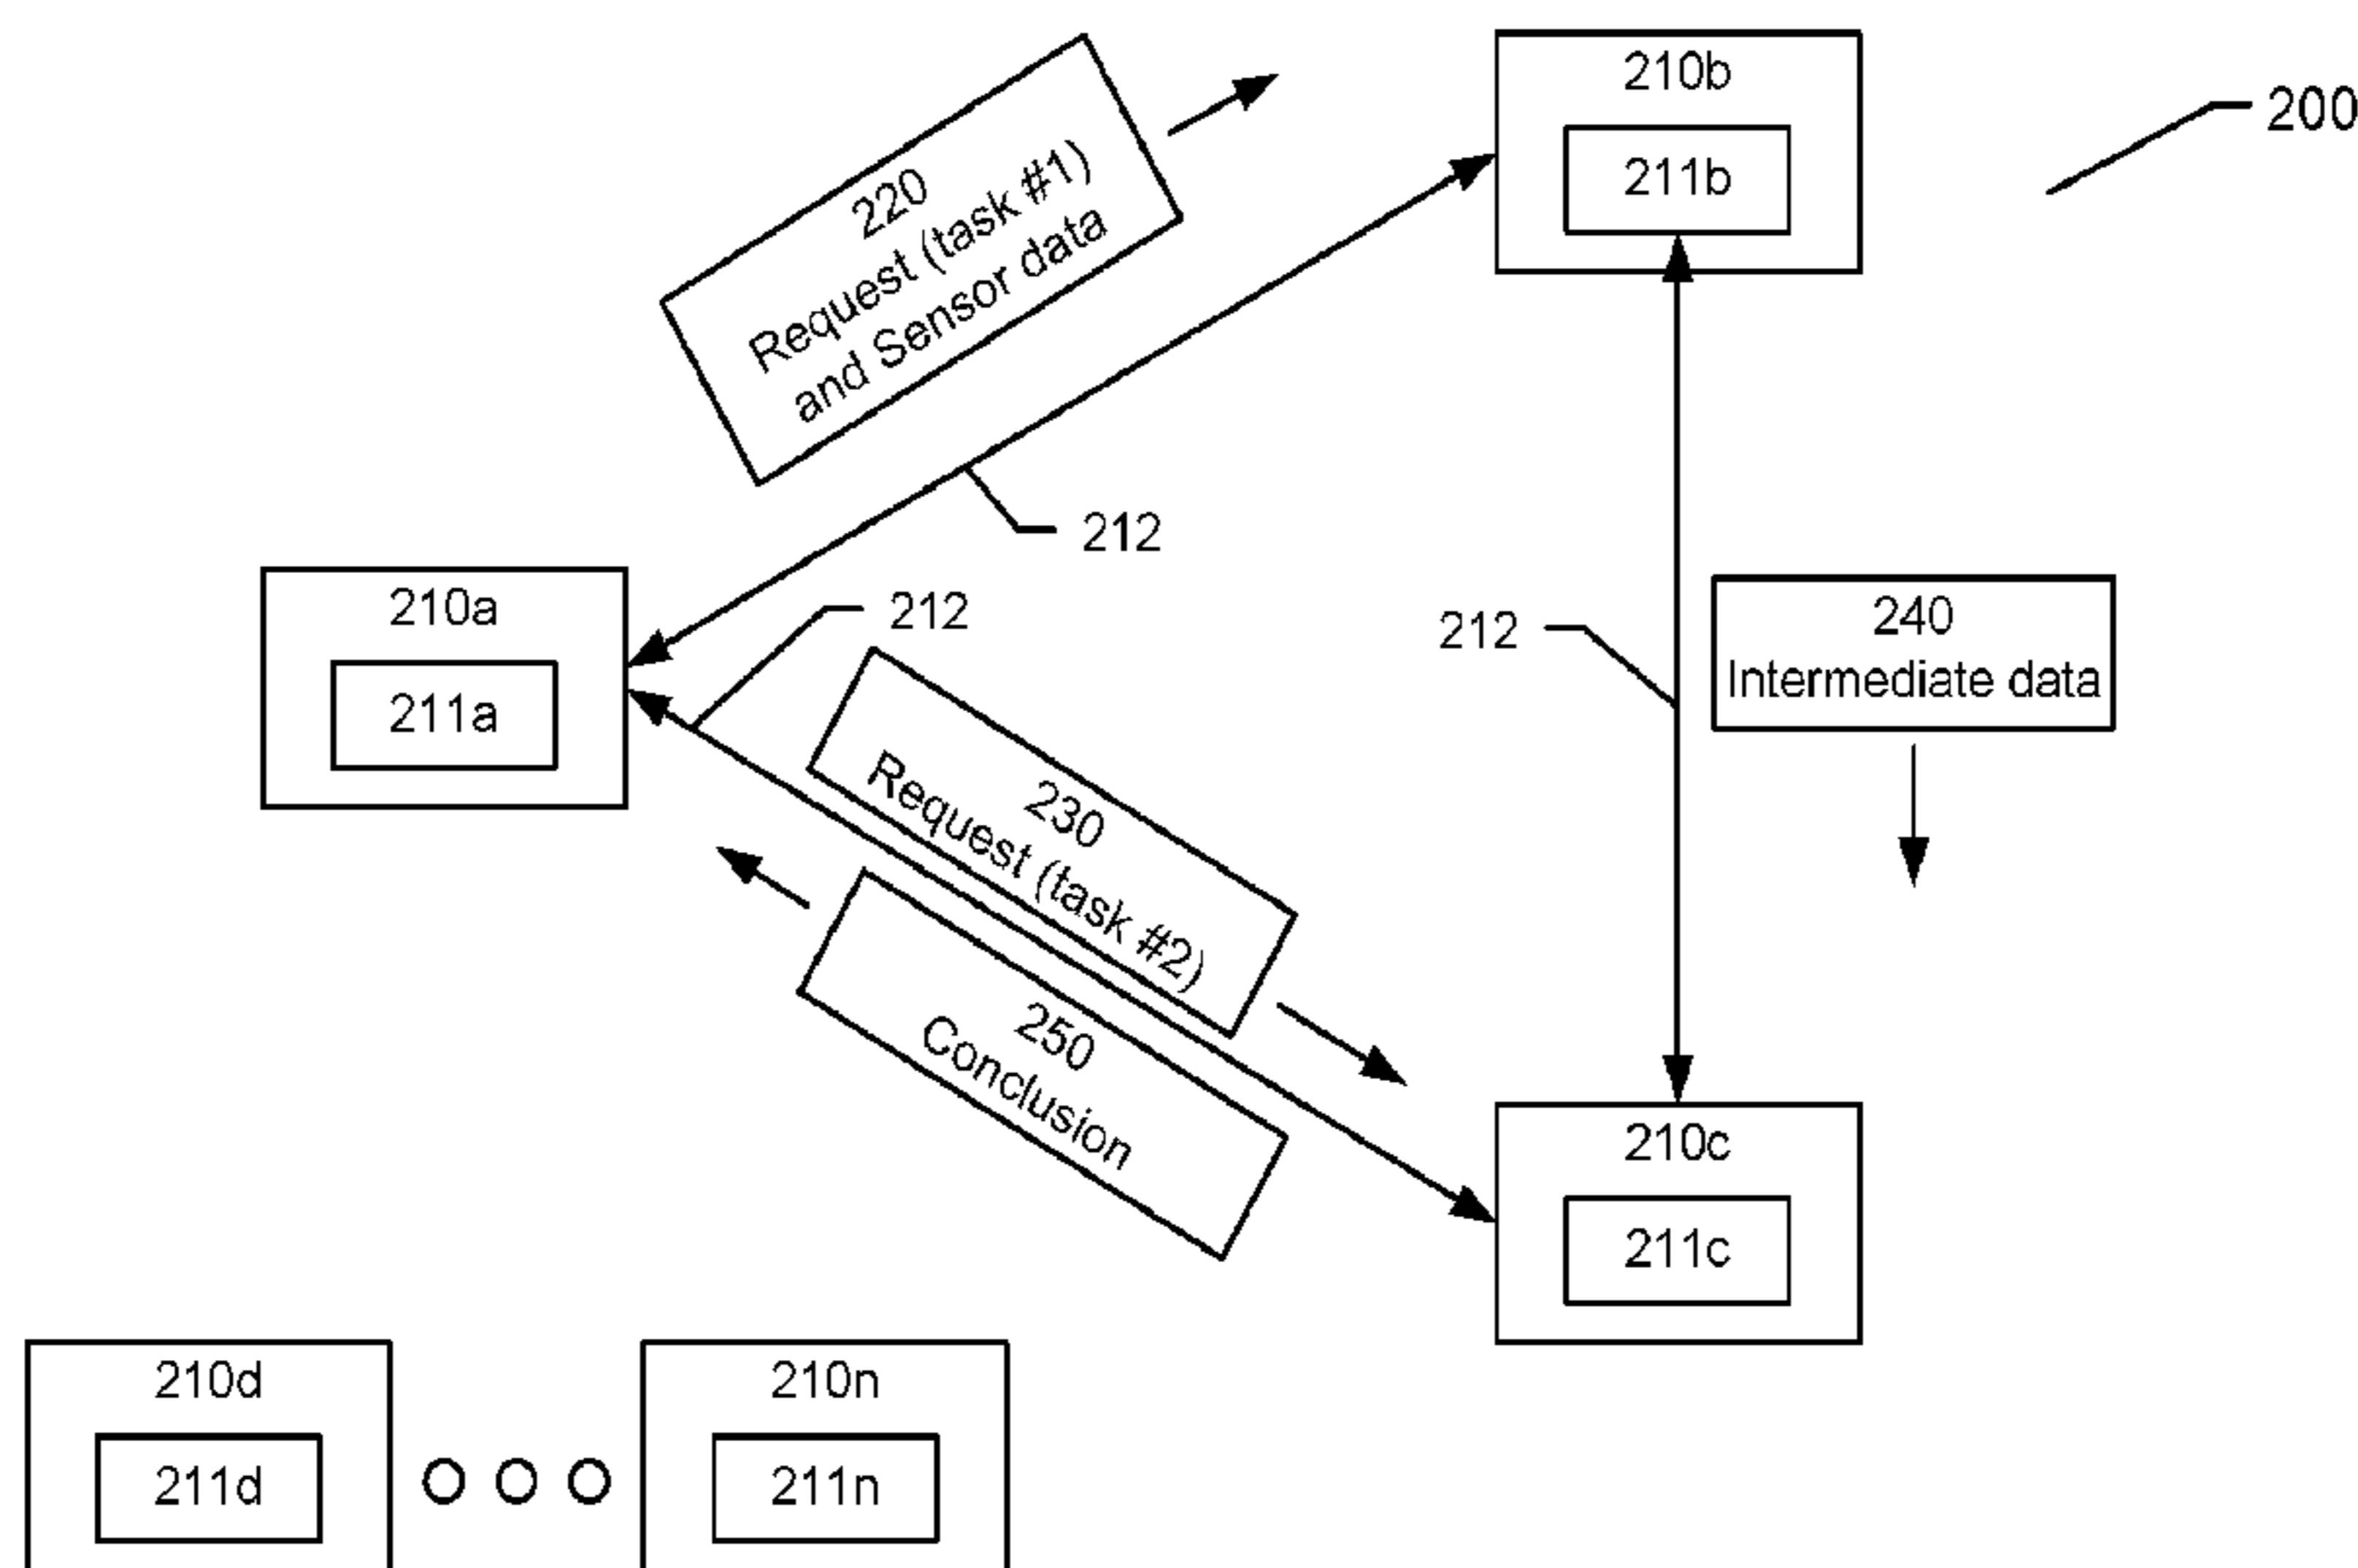 210b
211b
200
220
Request (task #1)
and Sensor data
212
210a
211a
212
212
240
Intermediate data
230
Request (task #2)
250
Conclusion
210c
211c
210d
211d
210n
211n